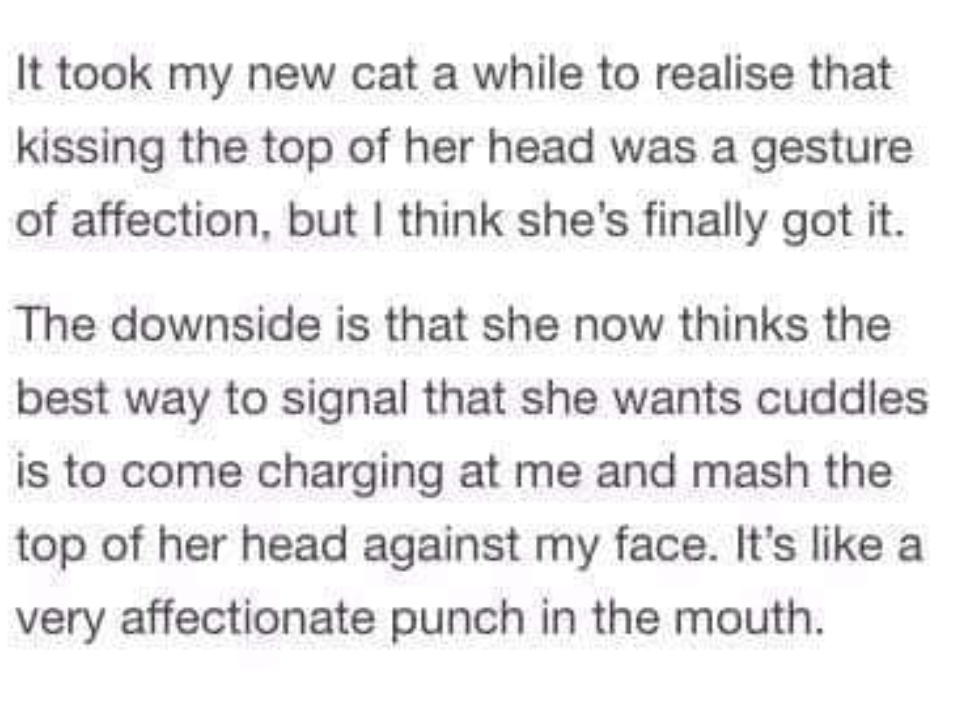 It took my new cat a while to realise that
kissing the top of her head was a gesture
of affection, but I think she's finally got it.
The downside is that she now thinks the
best way to signal that she wants cuddles
is to come charging at me and mash the
top of her head against my face. It's like a
very affectionate punch in the mouth.